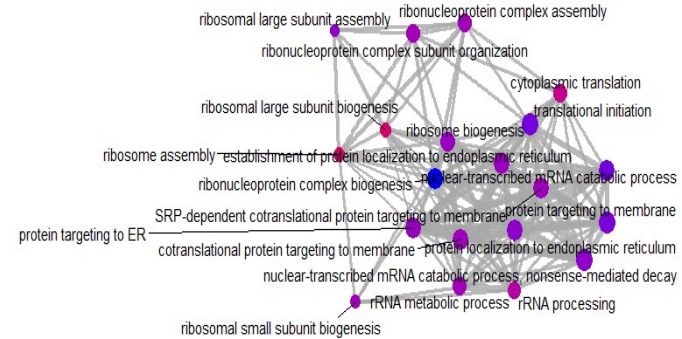 ribonucleoprotein complex assembly
ribosomal large subunit assembly
ribonucleoprotein complex subunit organization
cytoplasmic translation
ribosomal large subunit biogenesis
translational initiation
ribosome biogenesis
ribosome assembly
establishment of protein localization to endoplasmic reticulum
nuclear-transcribed mRNA catabolic process
ribonucleoprotein complex biogenesis
SRP-dependent cotranslational protein targeting to membrane
protein targeting to membrane
protein targeting to ER
cotranslational protein targeting to membrane
protein localization to endoplasmic reticulum
nuclear-transcribed mRNA catabolic process, nonsense-mediated decay
rRNA metabolic process
rRNA processing
ribosomal small subunit biogenesis